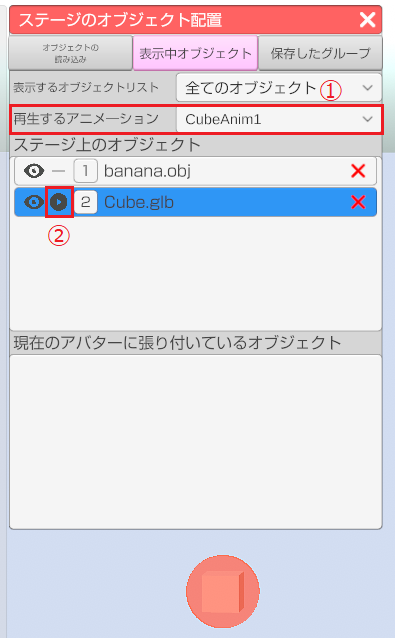 ステージのオブジェクト配置
オブジェクトの
読み込み
表示中オブジェクト
保存したグループ
表示するオブジェクトリスト
全てのオブジェクト
①
再生するアニメーション
CubeAnim1
ステージ上のオブジェクト
1 banana.obj
2 Cube.glb
②
現在のアバターに張り付いているオブジェクト